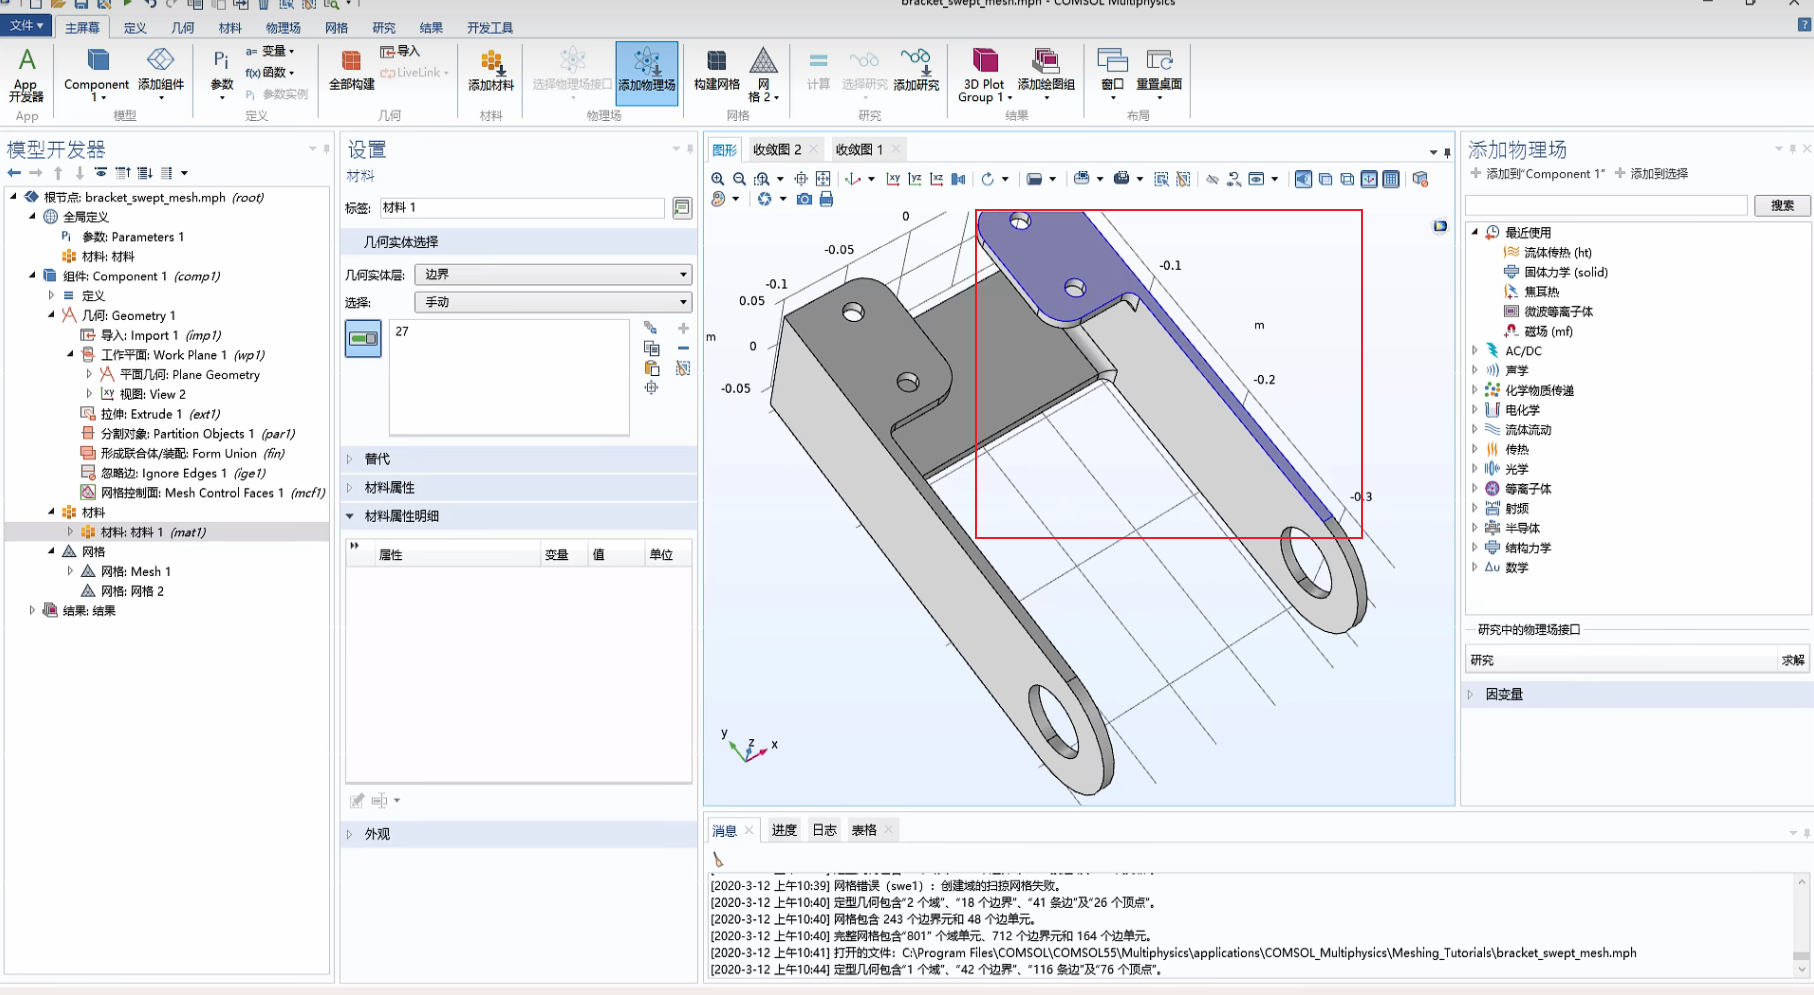 bracket_swept_mesh.mph - COMSOL Multiphysics
文件 主屏幕 定义 几何 材料 物理场 网格 研究 结果 开发工具
App 开发器
App
Component 1
添加组件
模型
Pi 参数
a= 变量
f(x) 函数
Pi 参数实例
定义
全部构建
导入
LiveLink
几何
添加材料
材料
选择物理场接口
添加物理场
物理场
构建网格
网格 2
网格
计算
选择研究
添加研究
研究
3D Plot Group 1
添加绘图组
结果
窗口
重置桌面
布局
模型开发器
根节点: bracket_swept_mesh.mph (root)
全局定义
Pi 参数: Parameters 1
材料: 材料
组件: Component 1 (comp1)
定义
几何: Geometry 1
导入: Import 1 (imp1)
工作平面: Work Plane 1 (wp1)
平面几何: Plane Geometry
视图: View 2
拉伸: Extrude 1 (ext1)
分割对象: Partition Objects 1 (par1)
形成联合体/装配: Form Union (fin)
忽略边: Ignore Edges 1 (ige1)
网格控制面: Mesh Control Faces 1 (mcf1)
材料
材料: 材料 1 (mat1)
网格
网格: Mesh 1
网格: 网格 2
结果: 结果
设置
材料
标签: 材料 1
几何实体选择
几何实体层: 边界
选择: 手动
27
替代
材料属性
材料属性明细
属性 变量 值 单位
外观
图形 收敛图 2 收敛图 1
xy yz xz
0
-0.05
-0.1
0.05
m
0
-0.05
-0.1
m
-0.2
-0.3
y z x
消息 进度 日志 表格
[2020-3-12 上午10:39] 网格错误（swe1）：创建域的扫掠网格失败。
[2020-3-12 上午10:40] 定型几何包含“2 个域”、“18 个边界”、“41 条边”及“26 个顶点”。
[2020-3-12 上午10:40] 网格包含 243 个边界元和 48 个边单元。
[2020-3-12 上午10:40] 完整网格包含“801” 个域单元、712 个边界元和 164 个边单元。
[2020-3-12 上午10:41] 打开的文件：C:\Program Files\COMSOL\COMSOL55\Multiphysics\applications\COMSOL_Multiphysics\Meshing_Tutorials\bracket_swept_mesh.mph
[2020-3-12 上午10:44] 定型几何包含“1 个域”、“42 个边界”、“116 条边”及“76 个顶点”。
添加物理场
+ 添加到“Component 1” + 添加到选择
搜索
最近使用
流体传热 (ht)
固体力学 (solid)
焦耳热
微波等离子体
磁场 (mf)
AC/DC
声学
化学物质传递
电化学
流体流动
传热
光学
等离子体
射频
半导体
结构力学
Δu 数学
研究中的物理场接口
研究 求解
因变量